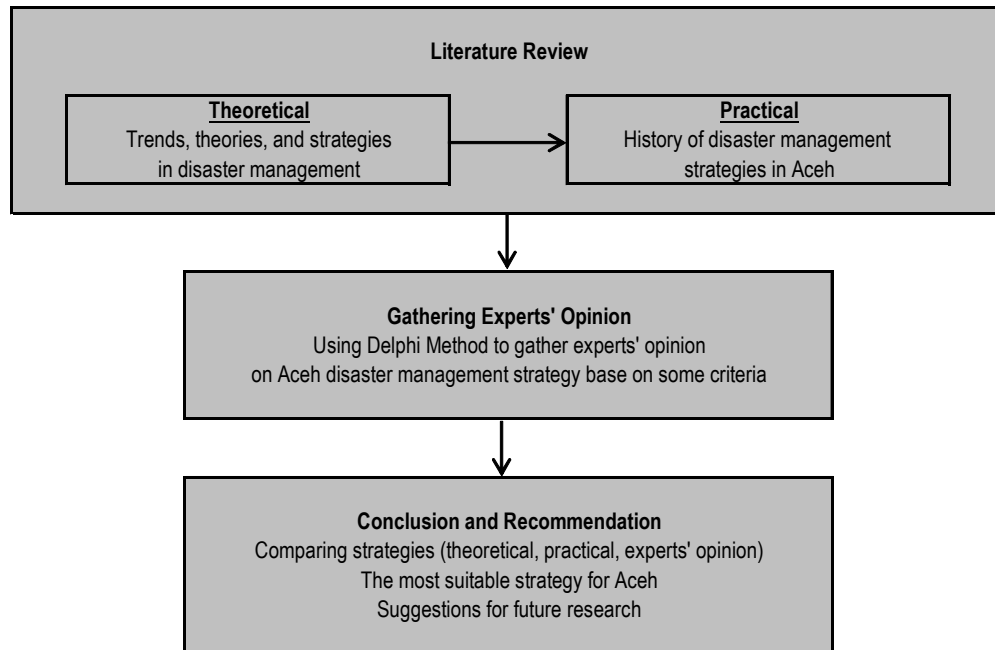 Literature Review
Theoretical
Trends, theories, and strategies
in disaster management
Practical
History of disaster management
strategies in Aceh
Gathering Experts' Opinion
Using Delphi Method to gather experts' opinion
on Aceh disaster management strategy base on some criteria
Conclusion and Recommendation
Comparing strategies (theoretical, practical, experts' opinion)
The most suitable strategy for Aceh
Suggestions for future research